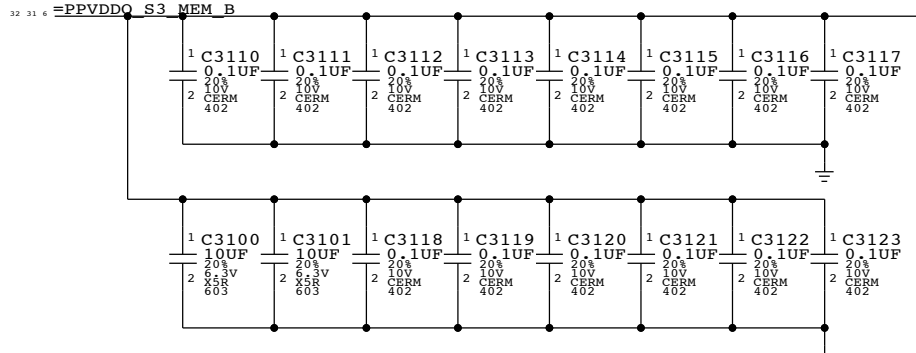 32 31 6 =PPVDDQ_S3_MEM_B
1 C3110 0.1UF 20% 10V CERM 402 2
1 C3111 0.1UF 20% 10V CERM 402 2
1 C3112 0.1UF 20% 10V CERM 402 2
1 C3113 0.1UF 20% 10V CERM 402 2
1 C3114 0.1UF 20% 10V CERM 402 2
1 C3115 0.1UF 20% 10V CERM 402 2
1 C3116 0.1UF 20% 10V CERM 402 2
1 C3117 0.1UF 20% 10V CERM 402 2
1 C3100 10UF 20% 6.3V X5R 603 2
1 C3101 10UF 20% 6.3V X5R 603 2
1 C3118 0.1UF 20% 10V CERM 402 2
1 C3119 0.1UF 20% 10V CERM 402 2
1 C3120 0.1UF 20% 10V CERM 402 2
1 C3121 0.1UF 20% 10V CERM 402 2
1 C3122 0.1UF 20% 10V CERM 402 2
1 C3123 0.1UF 20% 10V CERM 402 2